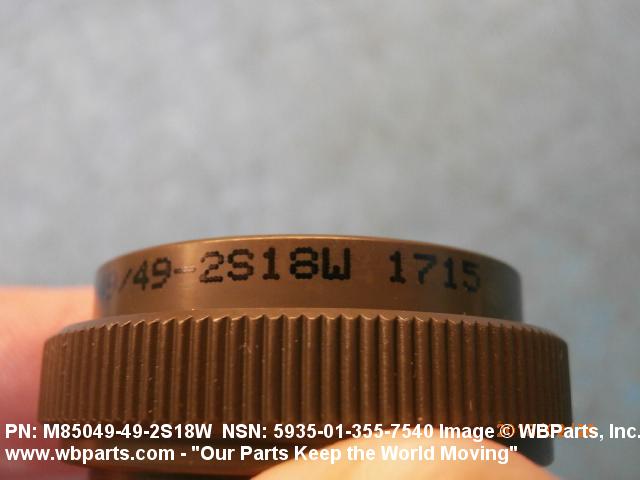 9/49-2S18W 1715
PN: M85049-49-2S18W NSN: 5935-01-355-7540 Image © WBParts, Inc.
www.wbparts.com - "Our Parts Keep the World Moving"